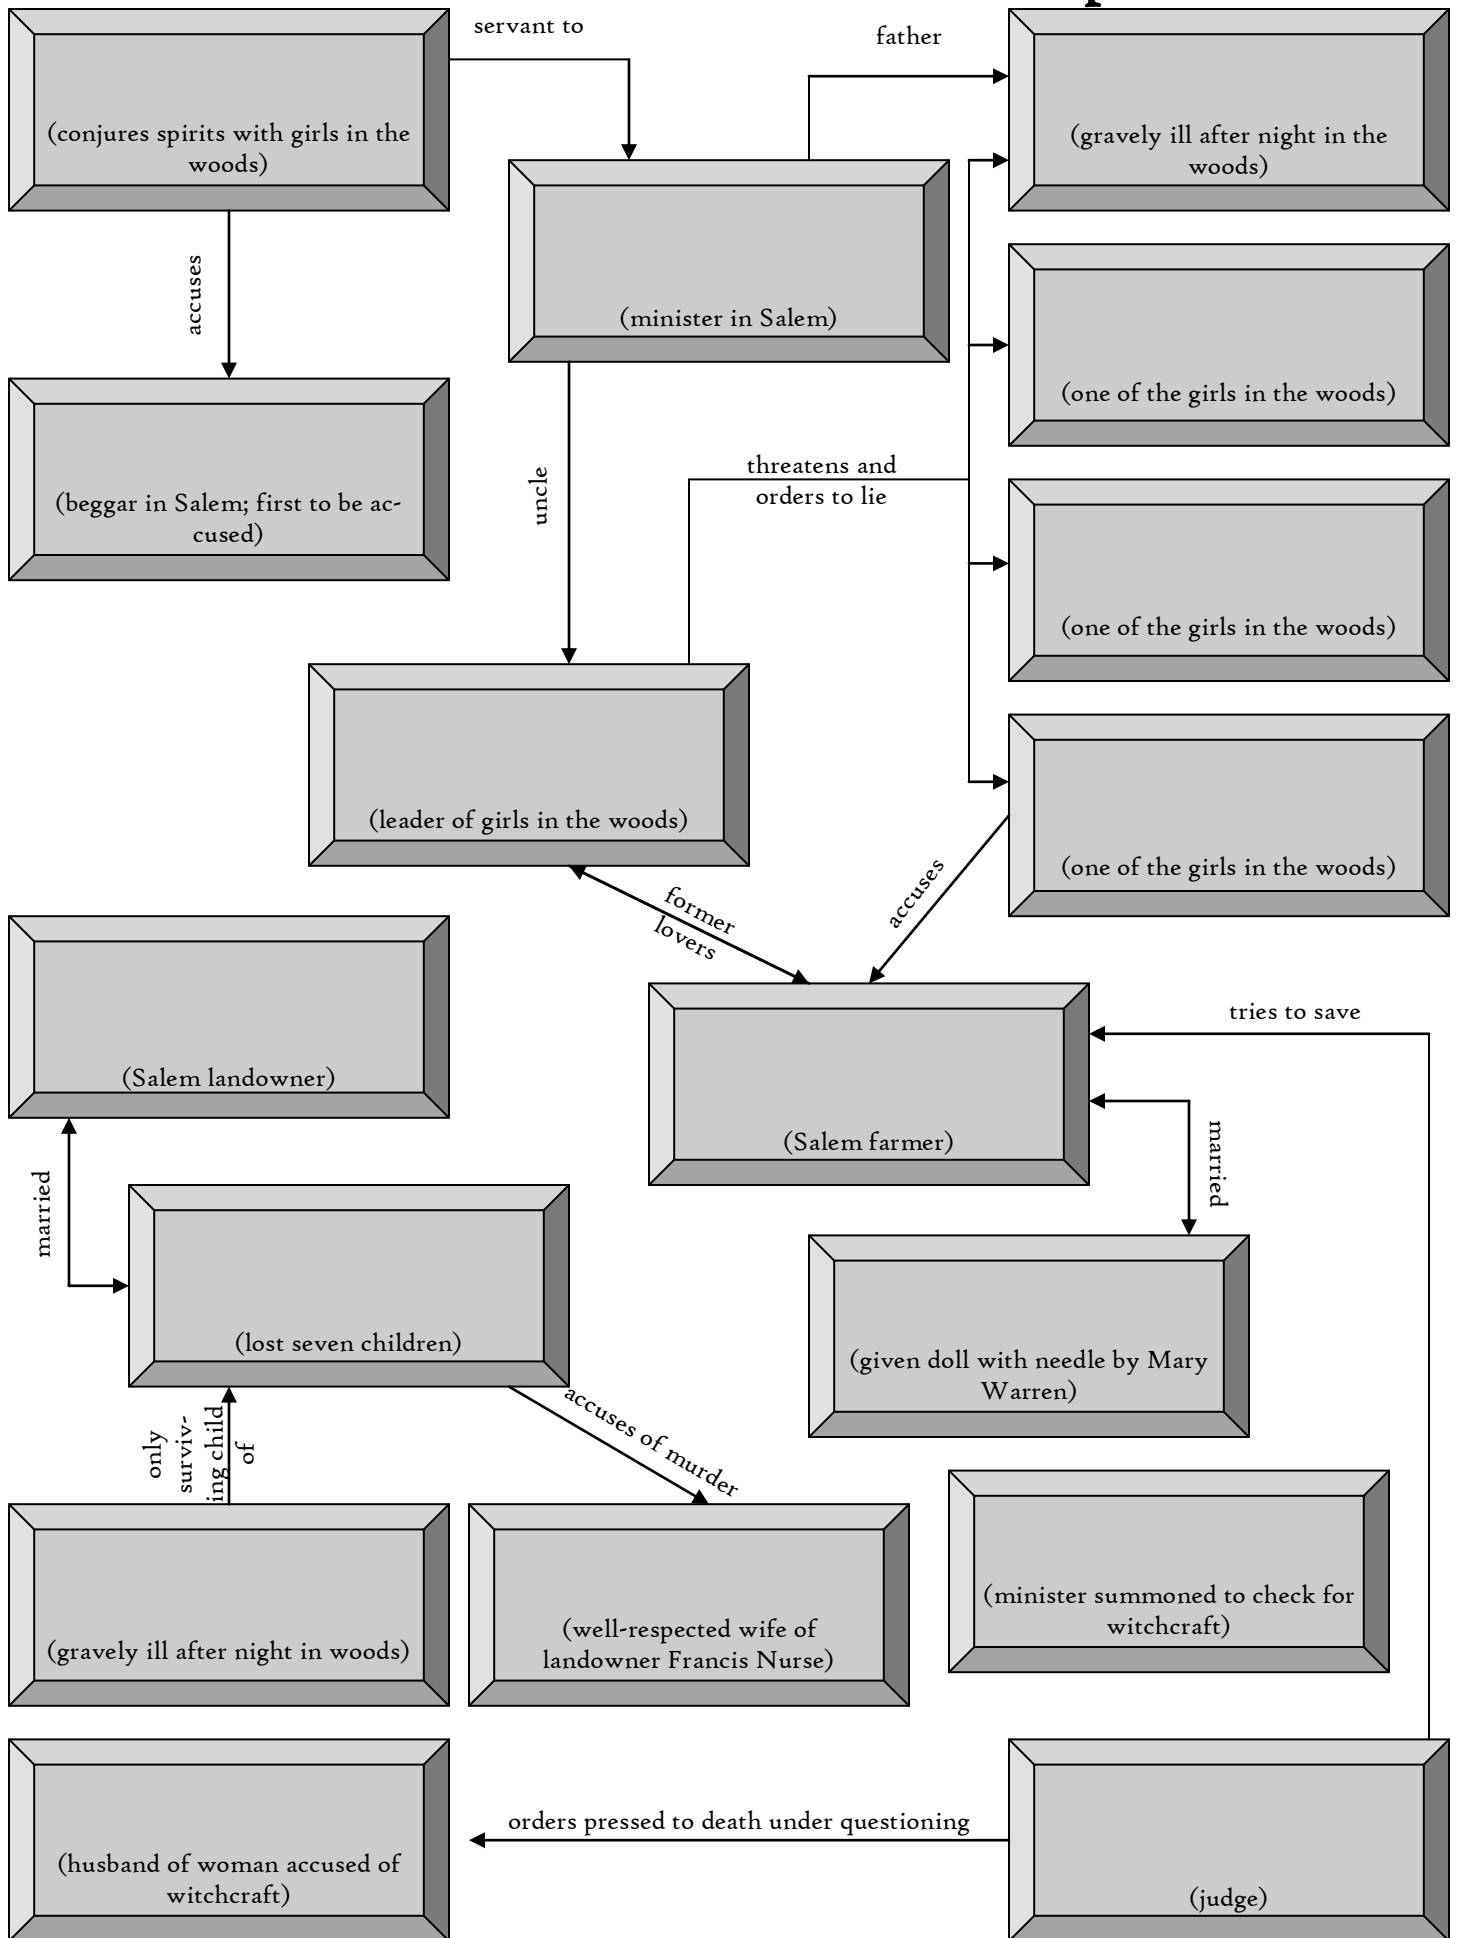 servant to
father
(conjures spirits with girls in the
woods)
(gravely ill after night in the
woods)
accuses
(minister in Salem)
(one of the girls in the woods)
(beggar in Salem; first to be ac-
cused)
uncle
threatens and
orders to lie
(one of the girls in the woods)
(leader of girls in the woods)
(one of the girls in the woods)
former
lovers
accuses
(Salem landowner)
tries to save
(Salem farmer)
married
married
(lost seven children)
(given doll with needle by Mary
Warren)
only
surviv-
ing child
of
accuses of murder
(gravely ill after night in woods)
(well-respected wife of
landowner Francis Nurse)
(minister summoned to check for
witchcraft)
orders pressed to death under questioning
(husband of woman accused of
witchcraft)
(judge)